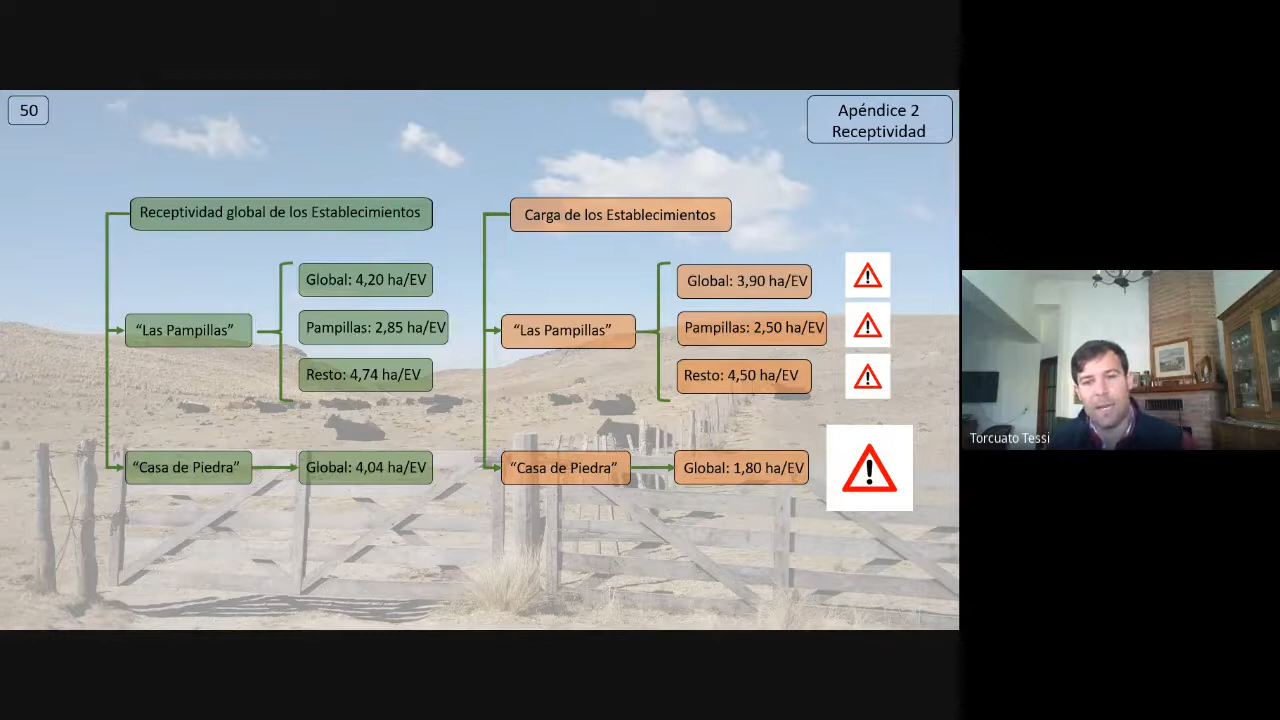 50
Apéndice 2
Receptividad
Receptividad global de los Establecimientos
“Las Pampillas”
Global: 4,20 ha/EV
Pampillas: 2,85 ha/EV
Resto: 4,74 ha/EV
“Casa de Piedra”
Global: 4,04 ha/EV
Carga de los Establecimientos
“Las Pampillas”
Global: 3,90 ha/EV
Pampillas: 2,50 ha/EV
Resto: 4,50 ha/EV
“Casa de Piedra”
Global: 1,80 ha/EV
Torcuato Tessi